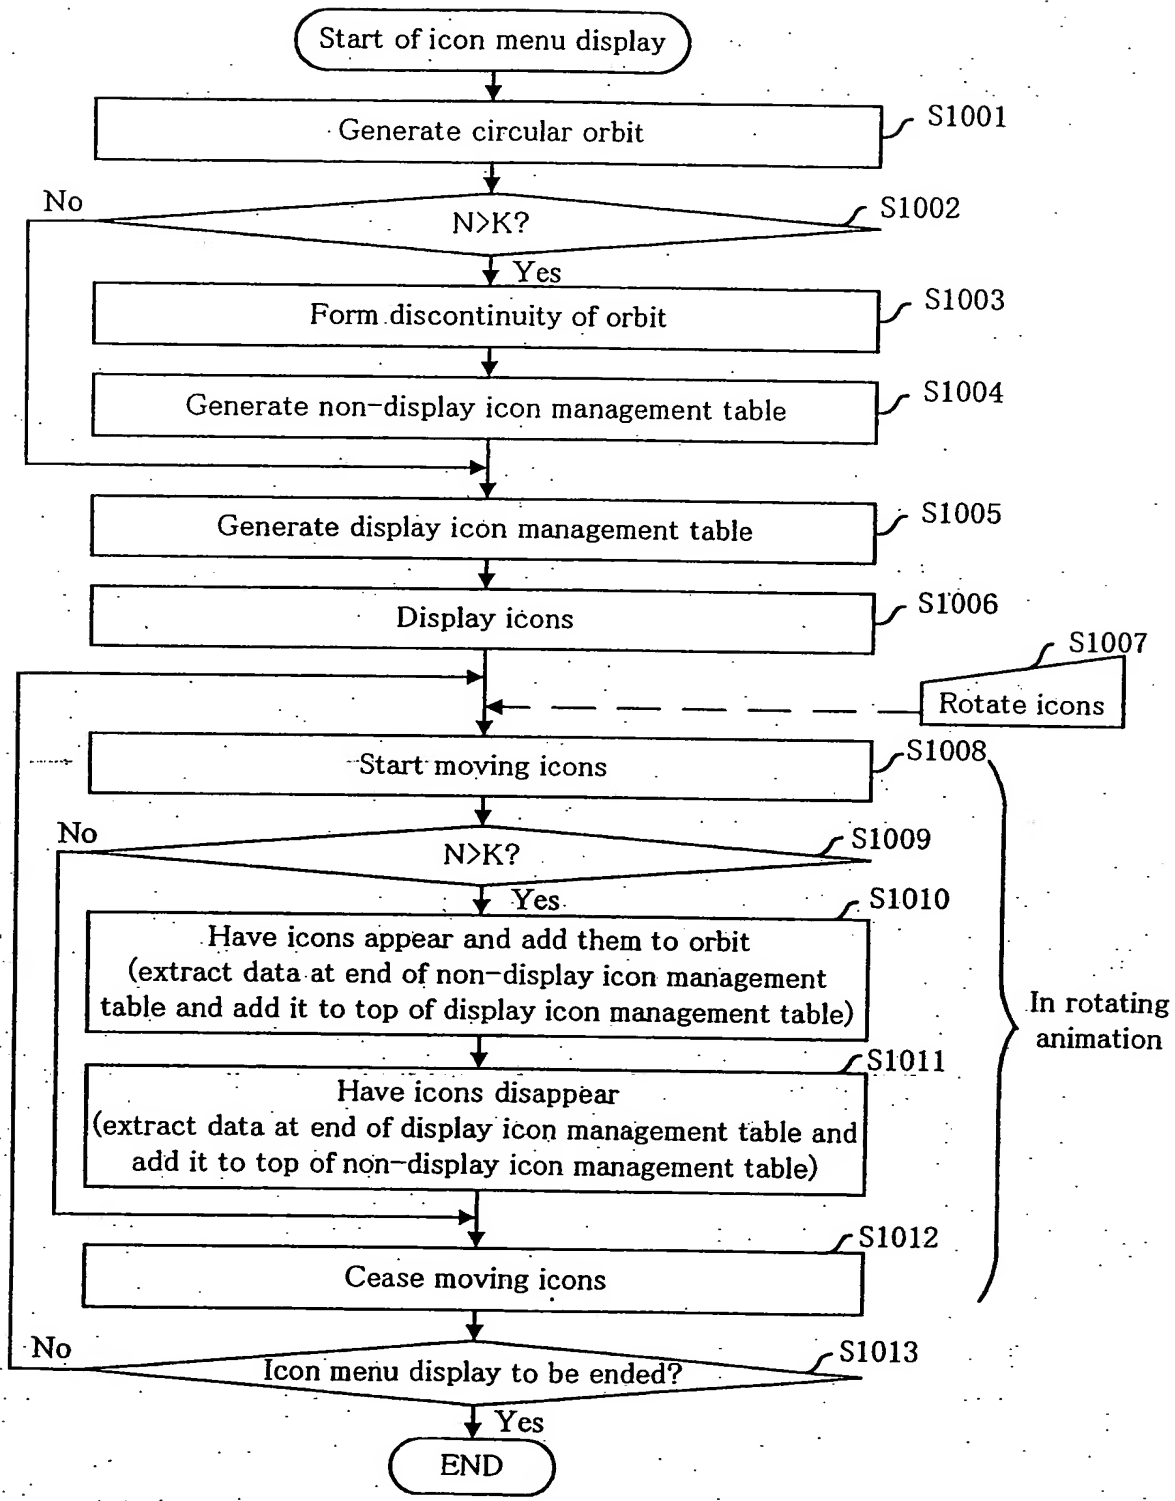 Start of icon menu display
Generate circular orbit
S1001
No
N>K?
S1002
Yes
Form discontinuity of orbit
S1003
Generate non-display icon management table
S1004
Generate display icon management table
S1005
Display icons
S1006
S1007
Rotate icons
Start moving icons
S1008
No
N>K?
S1009
Yes
S1010
Have icons appear and add them to orbit
(extract data at end of non-display icon management
table and add it to top of display icon management table)
In rotating
animation
S1011
Have icons disappear
(extract data at end of display icon management table and
add it to top of non-display icon management table)
S1012
Cease moving icons
No
Icon menu display to be ended?
S1013
Yes
END